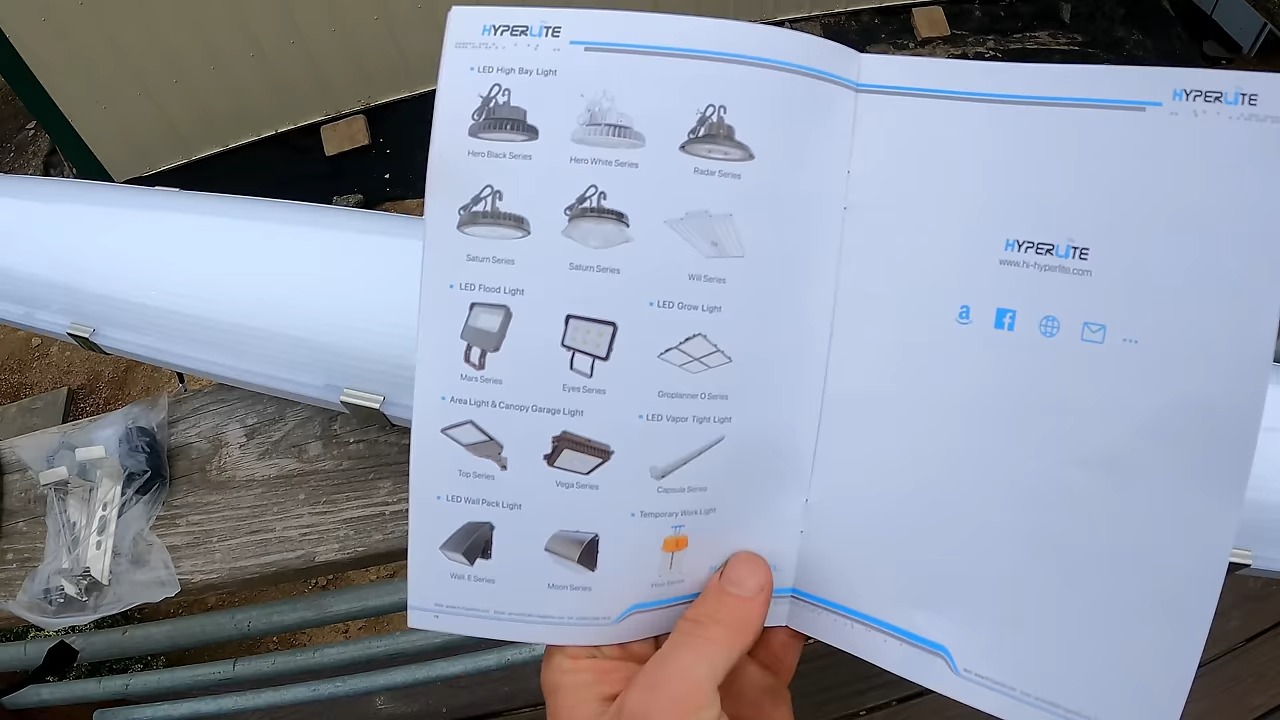 HYPERLITE
LED High Bay Light
Hero Black Series
Hero White Series
Radar Series
Saturn Series
Saturn Series
Will Series
LED Flood Light
LED Grow Light
Mars Series
Eyes Series
Groplanner O Series
Area Light & Canopy Garage Light
LED Vapor Tight Light
Top Series
Vega Series
Capsula Series
LED Wall Pack Light
Temporary Work Light
Wall E Series
Moon Series
HYPERLITE
HYPERLITE
www.hi-hyperlite.com